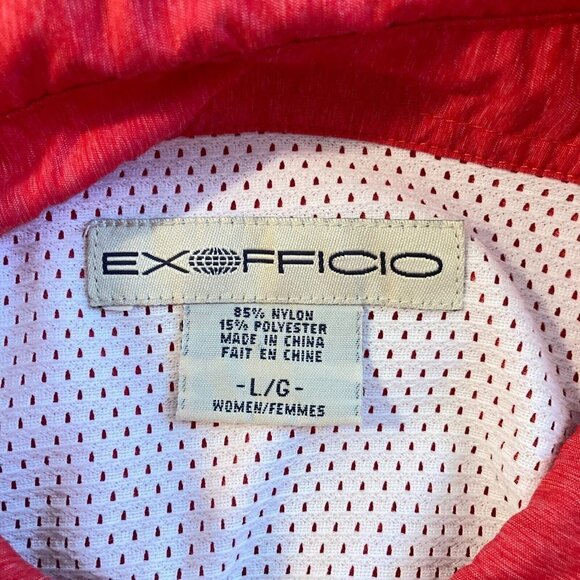 EXOFFICIO
85% NYLON
15% POLYESTER
MADE IN CHINA
FAIT EN CHINE
-L/G-
WOMEN/FEMMES